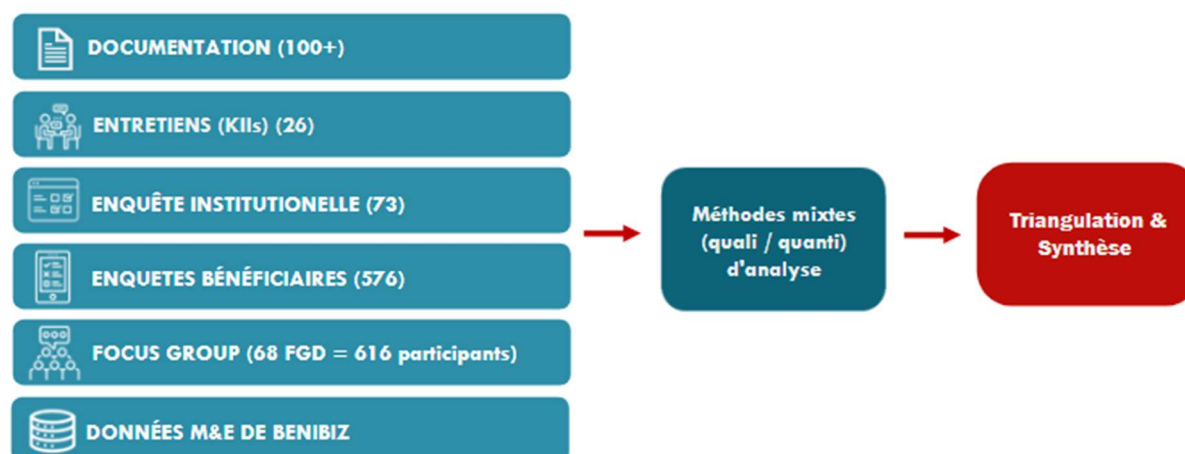 DOCUMENTATION (100+)
ENTRETIENS (KIIs) (26)
ENQUÊTE INSTITUTIONELLE (73)
ENQUETES BÉNÉFICIAIRES (576)
FOCUS GROUP (68 FGD = 616 participants)
DONNÉES M&E DE BENIBIZ
Méthodes mixtes
(quali / quanti)
d'analyse
Triangulation &
Synthèse